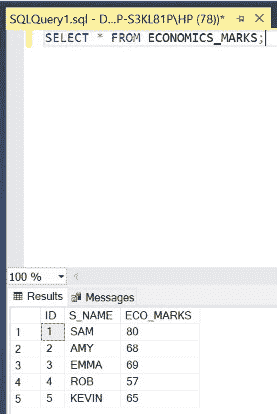 SQLQuery1.sql - D...P-S3KL81P\HP (78))*
SELECT * FROM ECONOMICS_MARKS;
100 %
Results Messages
ID S_NAME ECO_MARKS
1 1 SAM 80
2 2 AMY 68
3 3 EMMA 69
4 4 ROB 57
5 5 KEVIN 65